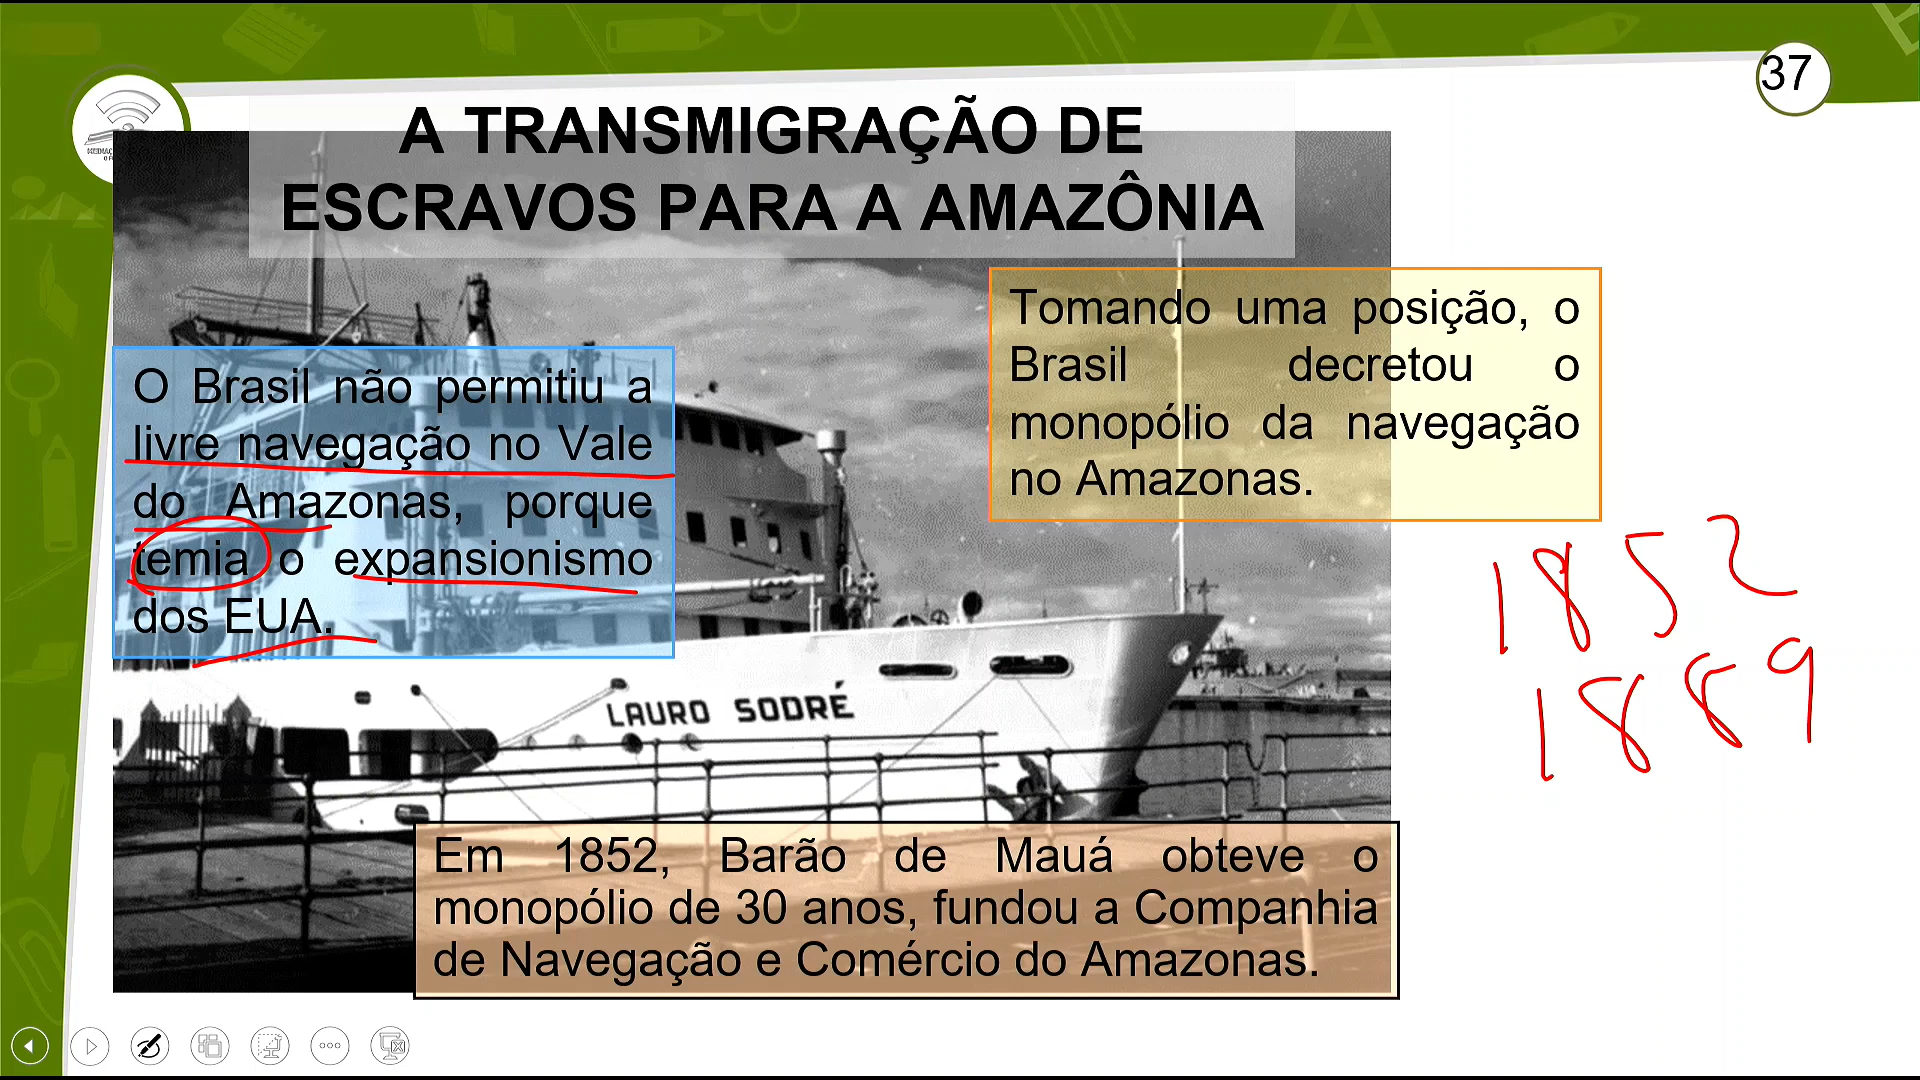 37
A TRANSMIGRAÇÃO DE
ESCRAVOS PARA A AMAZÔNIA
O Brasil não permitiu a
livre navegação no Vale
do Amazonas, porque
temia o expansionismo
dos EUA.
Tomando uma posição, o
Brasil decretou o
monopólio da navegação
no Amazonas.
1852
1889
LAURO SODRÉ
Em 1852, Barão de Mauá obteve o
monopólio de 30 anos, fundou a Companhia
de Navegação e Comércio do Amazonas.